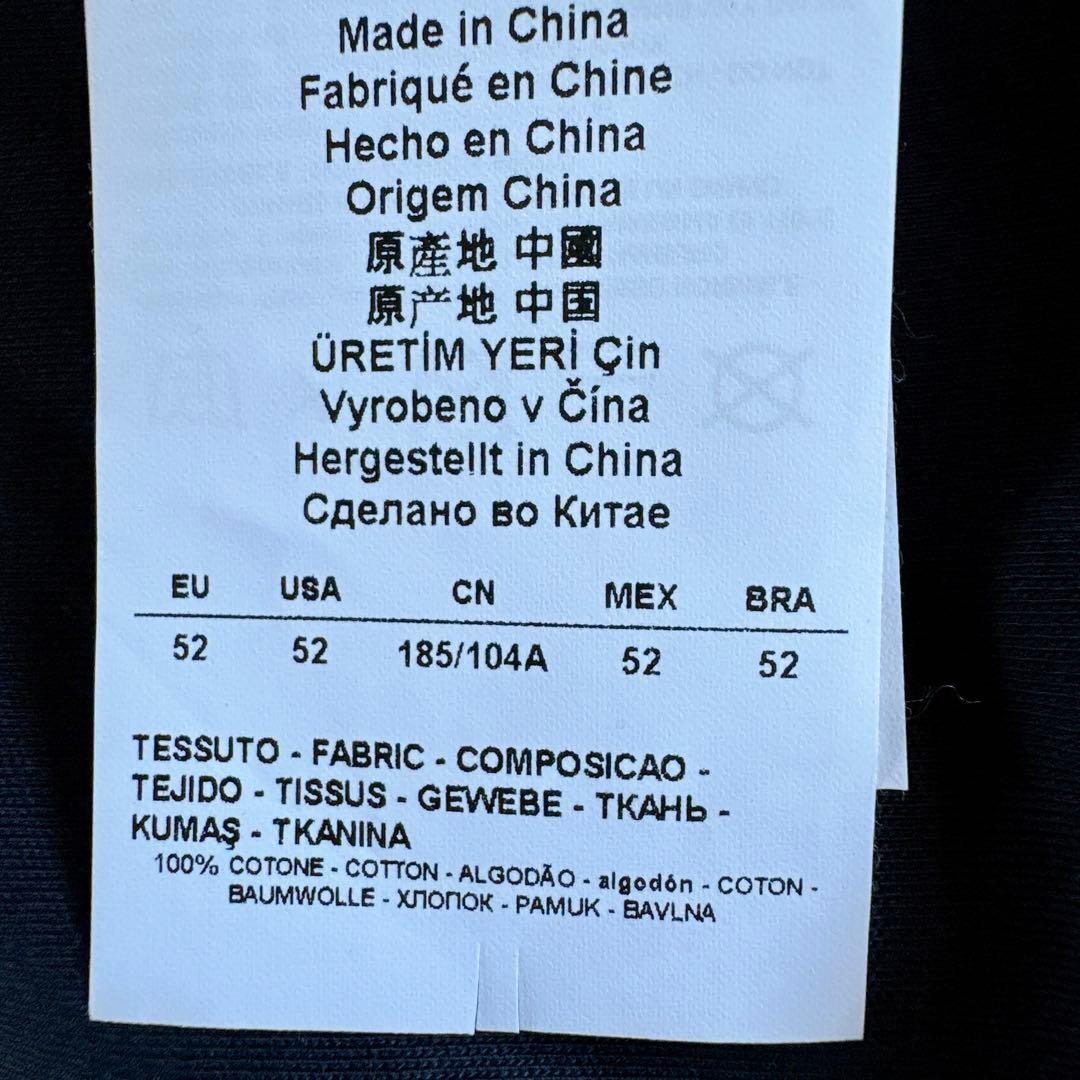 Made in China
Fabriqué en Chine
Hecho en China
Origem China
原產地 中國
原产地 中国
ÜRETİM YERİ Çin
Vyrobeno v Čína
Hergestellt in China
Сделано во Китае
EU USA CN MEX BRA
52 52 185/104A 52 52
TESSUTO - FABRIC - COMPOSICAO -
TEJIDO - TISSUS - GEWEBE - ТКАНЬ -
KUMAŞ - TKANINA
100% COTONE - COTTON - ALGODÃO - algodón - COTON -
BAUMWOLLE - ХЛОПОК - PAMUK - BAVLNA